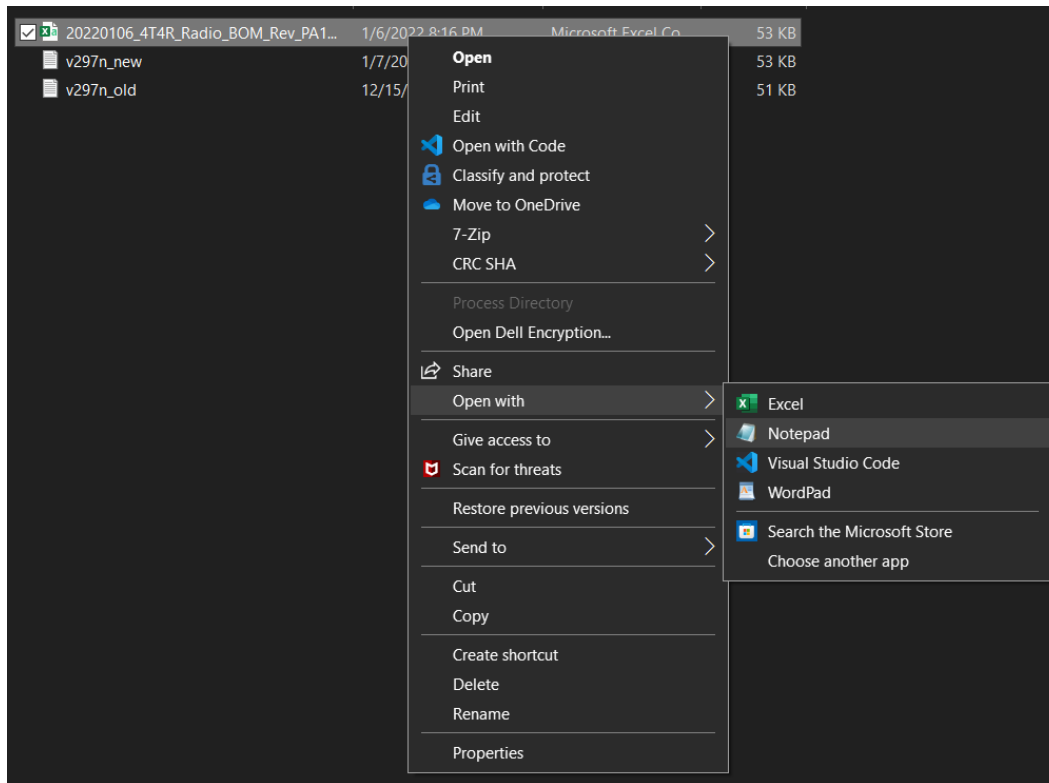 20220106_4T4R_Radio_BOM_Rev_PA1... 1/6/2022 8:16 PM Microsoft Excel Co... 53 KB
v297n_new 1/7/20 53 KB
v297n_old 12/15/ 51 KB
Open
Print
Edit
Open with Code
Classify and protect
Move to OneDrive
7-Zip
CRC SHA
Process Directory
Open Dell Encryption...
Share
Open with
Give access to
Scan for threats
Restore previous versions
Send to
Cut
Copy
Create shortcut
Delete
Rename
Properties
Excel
Notepad
Visual Studio Code
WordPad
Search the Microsoft Store
Choose another app